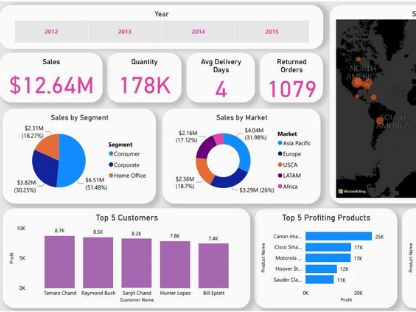 Year
2012 2013 2014 2015
Sales
$12.64M
Quantity
178K
Avg Delivery
Days
4
Returned
Orders
1079
NORTH
AMERICA
SOUTH
AMERICA
Microsoft Bing
Sales by Segment
$2.31M
(18.27%)
$3.82M
(30.25%)
$6.51M
(51.48%)
Segment
Consumer
Corporate
Home Office
Sales by Market
$2.16M
(17.12%)
$4.04M
(31.98%)
$2.36M
(18.7%)
$3.29M (26%)
Market
Asia Pacific
Europe
USCA
LATAM
Africa
Top 5 Customers
Profit
10K
5K
0K
8.7K 8.5K 8.2K 7.8K 7.4K
Tamara Chand Raymond Buch Sanjit Chand Hunter Lopez Bill Eplett
Customer Name
Top 5 Profiting Products
Product Name
Canon ima... 25K
Cisco Sma... 17K
Motorola ... 17K
Hoover St... 12K
Sauder Cla... 11K
0K 20K
Profit
Product Name